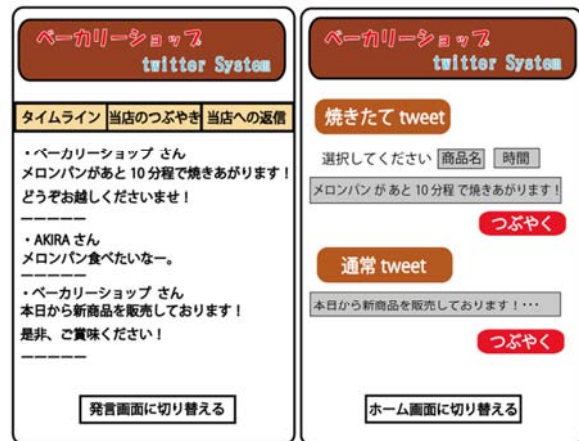 ベーカリーショップ
twitter System
タイムライン 当店のつぶやき 当店への返信
・ベーカリーショップ さん
メロンパンがあと 10 分程で焼きあがります！
どうぞお越しくださいませ！
ーーーーー
・AKIRA さん
メロンパン食べたいなー。
ーーーーー
・ベーカリーショップ さん
本日から新商品を販売しております！
是非、ご賞味ください！
ーーーーー
発言画面に切り替える
ベーカリーショップ
twitter System
焼きたて tweet
選択してください 商品名 時間
メロンパン が あと 10 分程 で焼きあがります！
つぶやく
通常 tweet
本日から新商品を販売しております！・・・
つぶやく
ホーム画面に切り替える